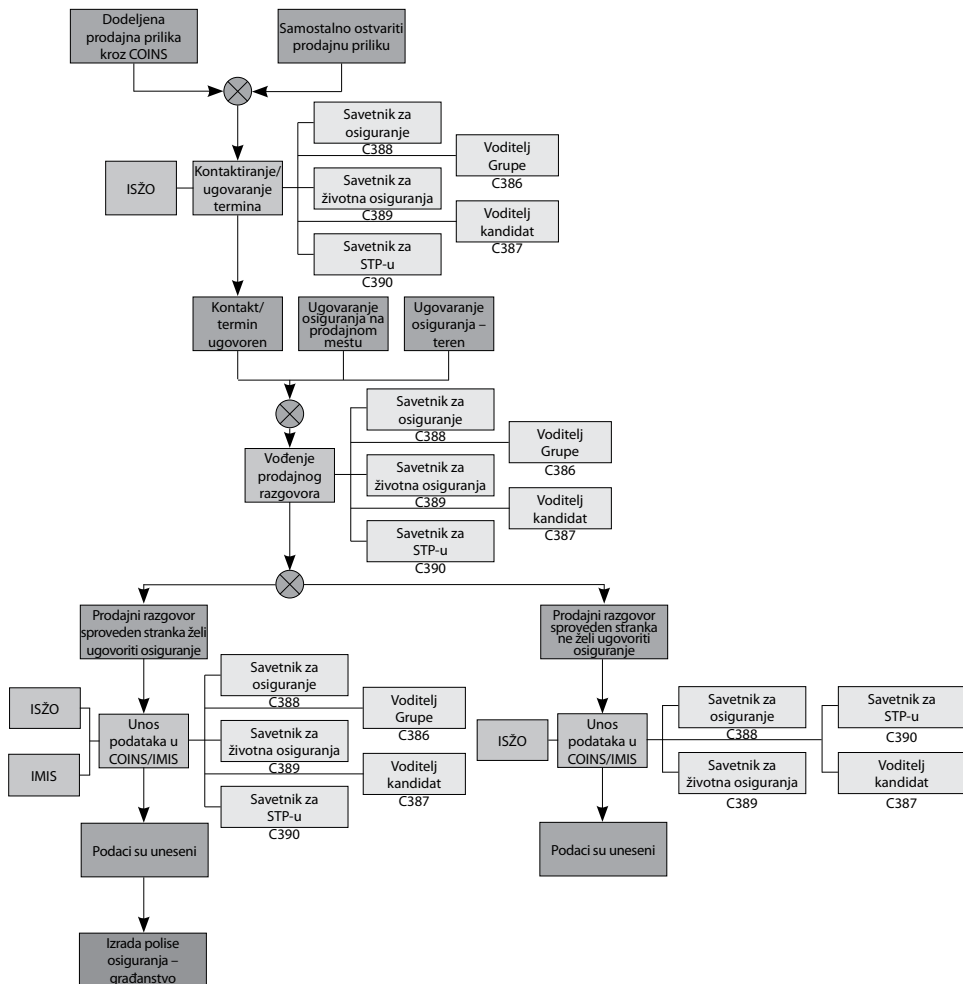 Dodeljena
prodajna prilika
kroz COINS
Samostalno ostvariti
prodajnu priliku
ISŽO
Kontaktiranje/
ugovaranje
termina
Savetnik za
osiguranje
C388
Voditelj
Grupe
C386
Savetnik za
životna osiguranja
C389
Voditelj
kandidat
C387
Savetnik za
STP-u
C390
Kontakt/
termin
ugovoren
Ugovaranje
osiguranja na
prodajnom
mestu
Ugovaranje
osiguranja –
teren
Vođenje
prodajnog
razgovora
Savetnik za
osiguranje
C388
Voditelj
Grupe
C386
Savetnik za
životna osiguranja
C389
Voditelj
kandidat
C387
Savetnik za
STP-u
C390
Prodajni razgovor
sproveden stranka želi
ugovoriti osiguranje
Prodajni razgovor
sproveden stranka
ne želi ugovoriti
osiguranje
ISŽO
IMIS
Unos
podataka u
COINS/IMIS
Savetnik za
osiguranje
C388
Voditelj
Grupe
C386
Savetnik za
životna osiguranja
C389
Voditelj
kandidat
C387
Savetnik za
STP-u
C390
ISŽO
Unos
podataka u
COINS/IMIS
Savetnik za
osiguranje
C388
Savetnik za
STP-u
C390
Savetnik za
životna osiguranja
C389
Voditelj
kandidat
C387
Podaci su uneseni
Podaci su uneseni
Izrada polise
osiguranja –
građanstvo